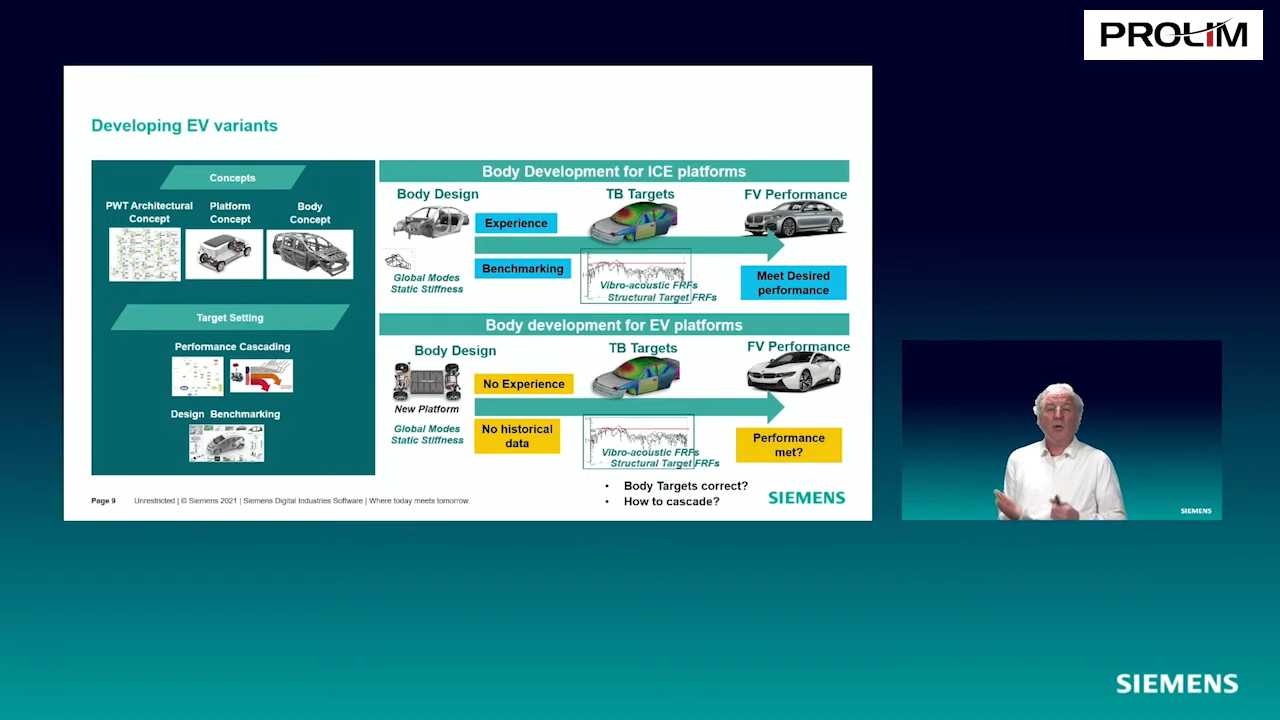 PROLIM
Developing EV variants
Concepts
PWT Architectural
Concept
Platform
Concept
Body
Concept
Target Setting
Performance Cascading
Design Benchmarking
Body Development for ICE platforms
Body Design
TB Targets
FV Performance
Experience
Benchmarking
Global Modes
Static Stiffness
Vibro-acoustic FRFs
Structural Target FRFs
Meet Desired
performance
Body development for EV platforms
Body Design
TB Targets
FV Performance
No Experience
New Platform
No historical
data
Global Modes
Static Stiffness
Vibro-acoustic FRFs
Structural Target FRFs
Performance
met?
• Body Targets correct?
• How to cascade?
SIEMENS
Page 9 Unrestricted | © Siemens 2021 | Siemens Digital Industries Software | Where today meets tomorrow.
SIEMENS
SIEMENS